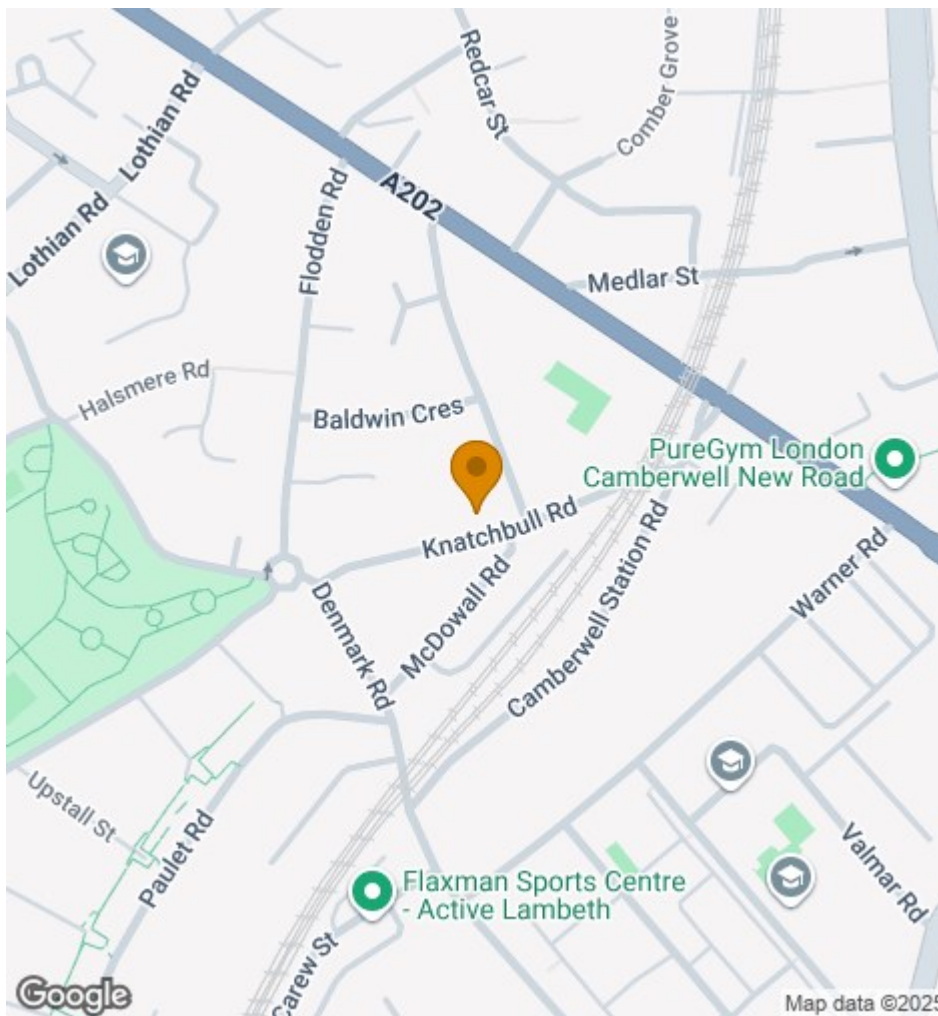 Lothian Rd
Redcar St
Comber Grove
Lothian Rd
Flodden Rd
A202
Medlar St
Halsmere Rd
Baldwin Cres
PureGym London
Camberwell New Road
Knatchbull Rd
Denmark Rd
McDowall Rd
Camberwell Station Rd
Warner Rd
Upstall St
Paulet Rd
Valmar Rd
Flaxman Sports Centre
- Active Lambeth
Carew St
Google
Map data ©2025